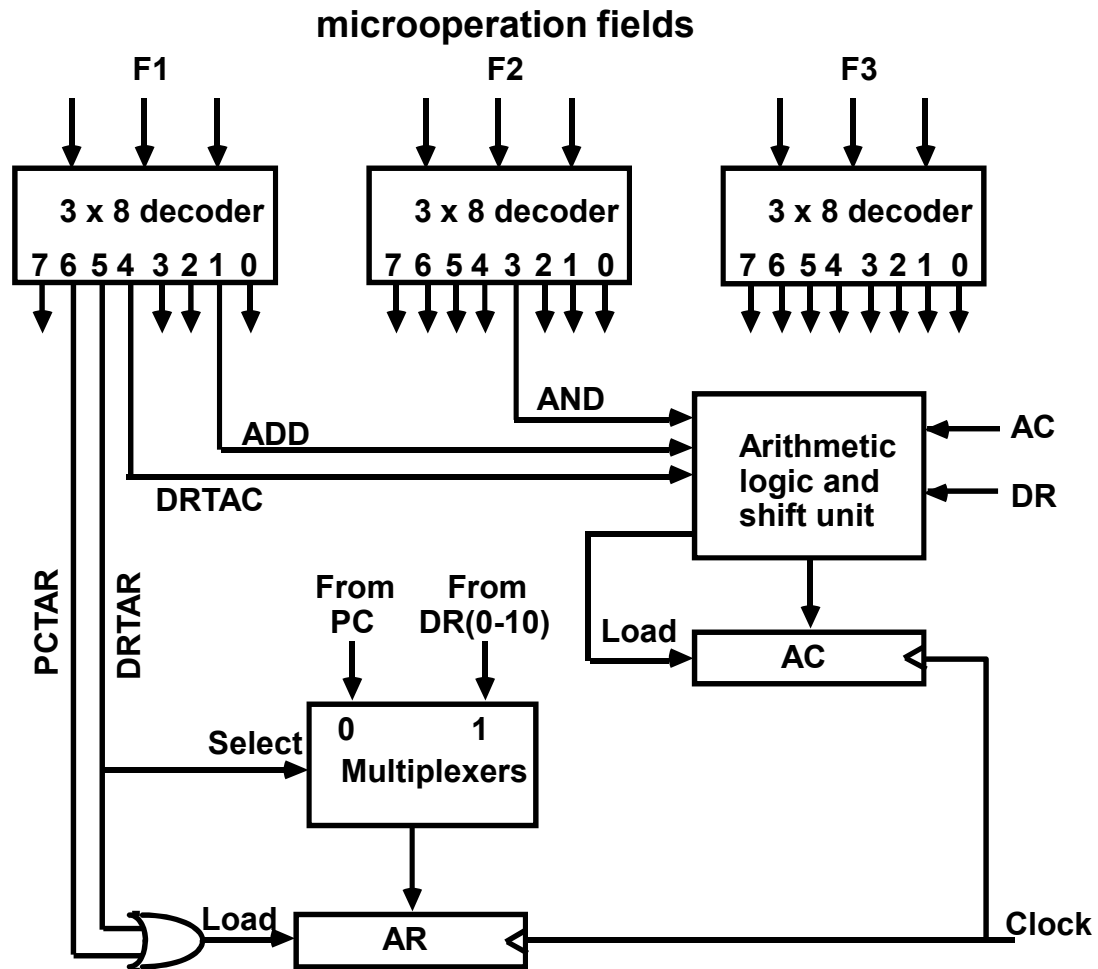 microoperation fields
F1
F2
F3
3 x 8 decoder
7 6 5 4 3 2 1 0
3 x 8 decoder
7 6 5 4 3 2 1 0
3 x 8 decoder
7 6 5 4 3 2 1 0
AND
ADD
DRTAC
Arithmetic
logic and
shift unit
AC
DR
PCTAR
DRTAR
From
PC
From
DR(0-10)
Load
AC
0 1
Select
Multiplexers
Load
AR
Clock